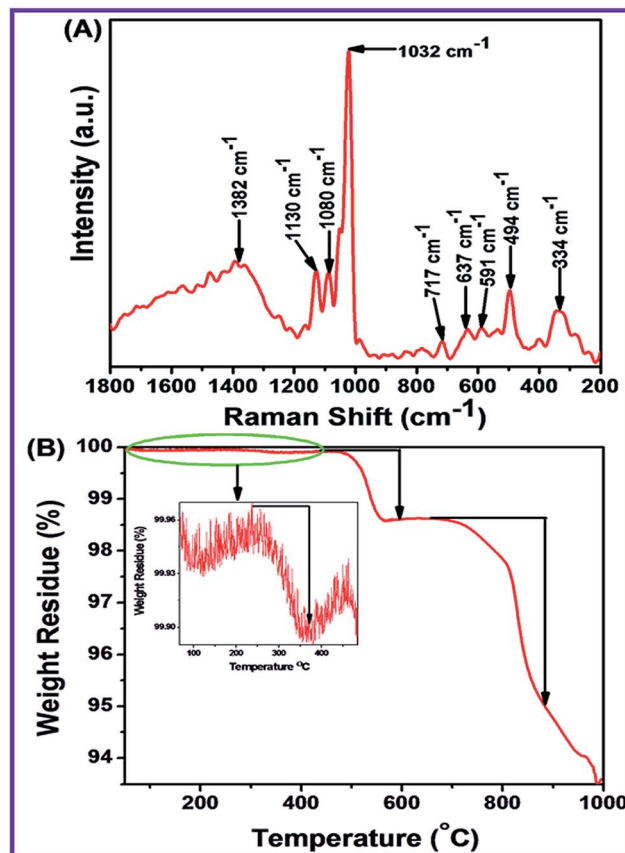 (A)
1032 cm-1
1382 cm-1
1130 cm-1
1080 cm-1
717 cm-1
637 cm-1
591 cm-1
494 cm-1
334 cm-1
Intensity (a.u.)
1800 1600 1400 1200 1000 800 600 400 200
Raman Shift (cm-1)
(B)
100
99
98
97
96
95
94
Weight Residue (%)
99.96
99.93
99.90
Weight Residue (%)
100 200 300 400
Temperature °C
200 400 600 800 1000
Temperature (°C)